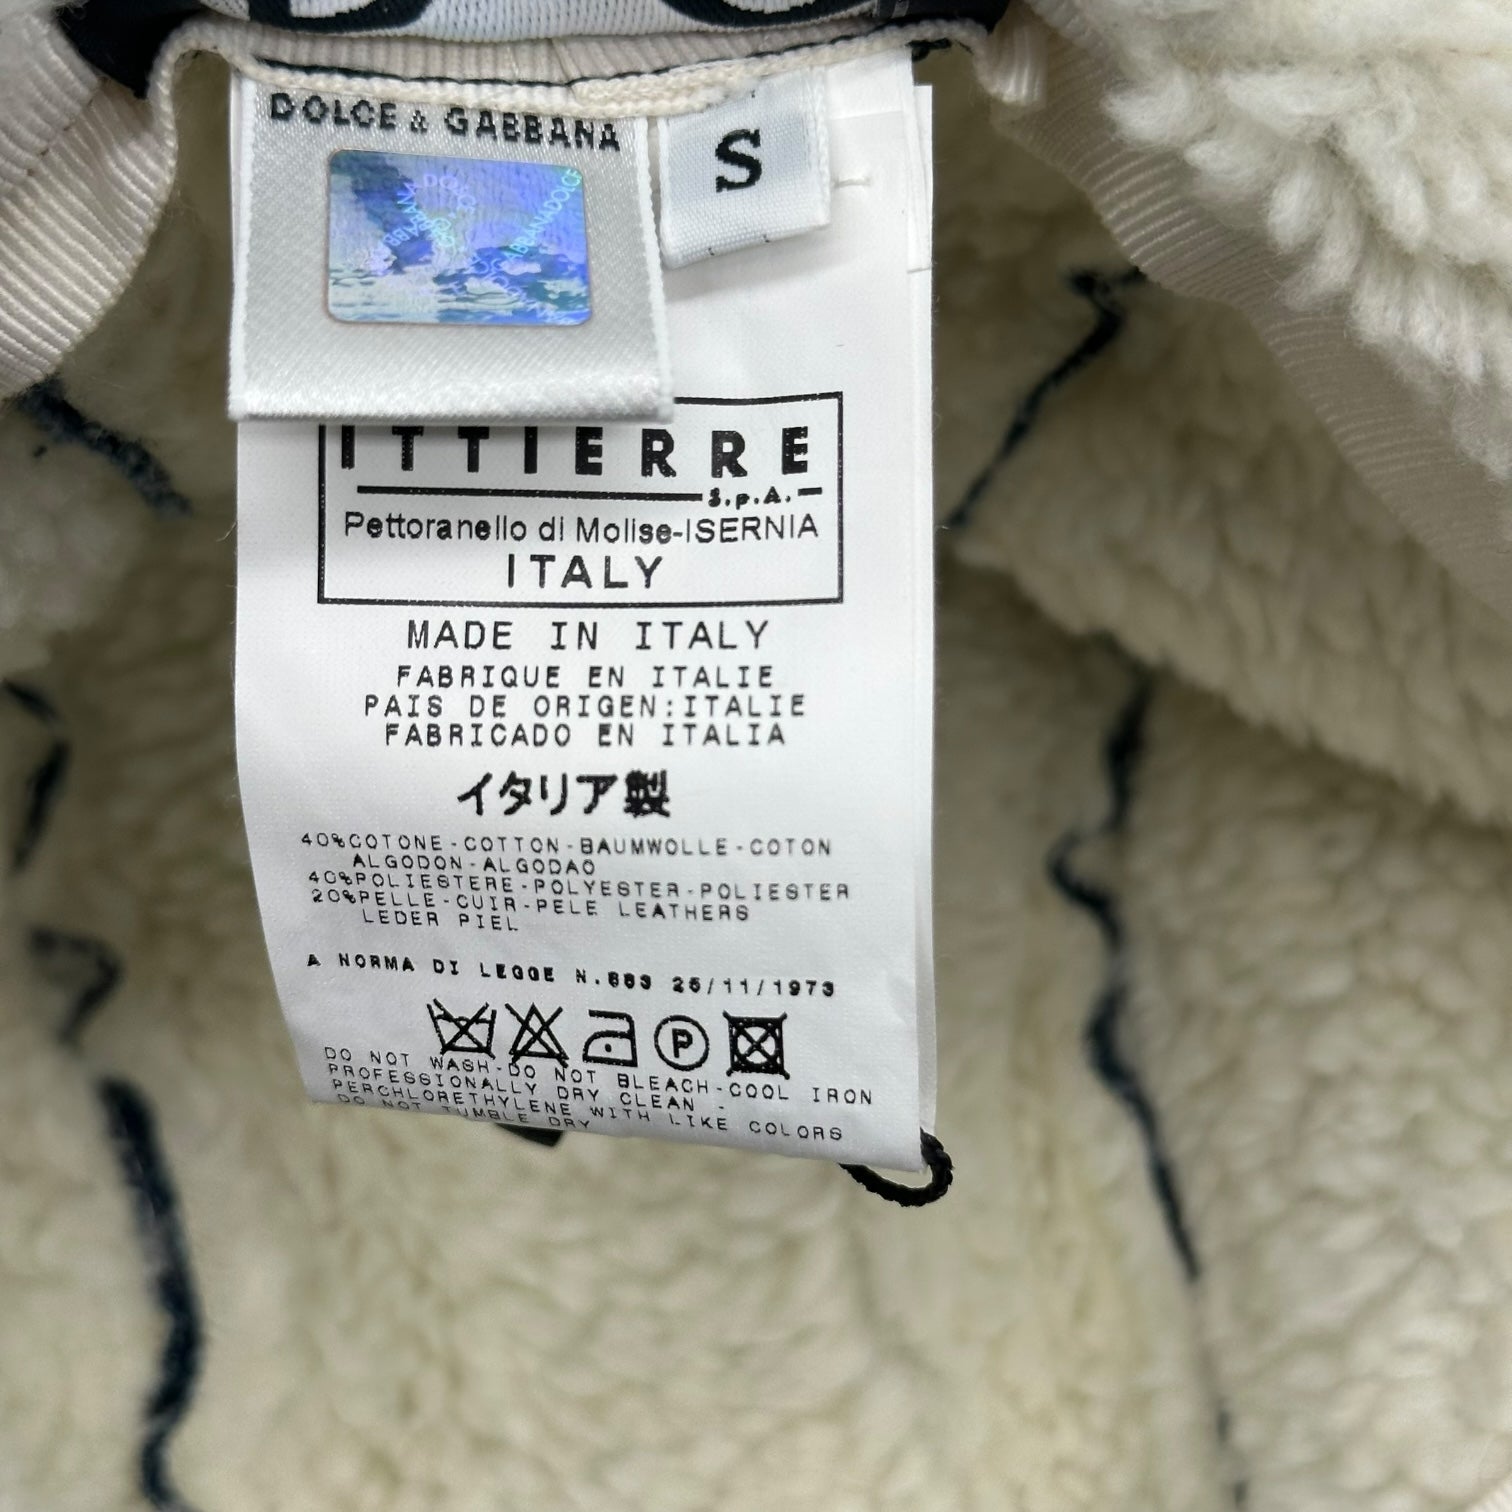 DOLCE & GABBANA
S
ITTIERRE
S.p.A.
Pettoranello di Molise-ISERNIA
ITALY
MADE IN ITALY
FABRIQUE EN ITALIE
PAIS DE ORIGEN:ITALIE
FABRICADO EN ITALIA
イタリア製
40%COTONE-COTTON-BAUMWOLLE-COTON
ALGODON-ALGODAO
40%POLIESTERE-POLYESTER-POLIESTER
20%PELLE-CUIR-PELE LEATHERS
LEDER PIEL
A NORMA DI LEGGE N.883 25/11/1973
P
DO NOT WASH-DO NOT BLEACH-COOL IRON
PROFESSIONALLY DRY CLEAN -
PERCHLORETHYLENE WITH LIKE COLORS
DO NOT TUMBLE DRY